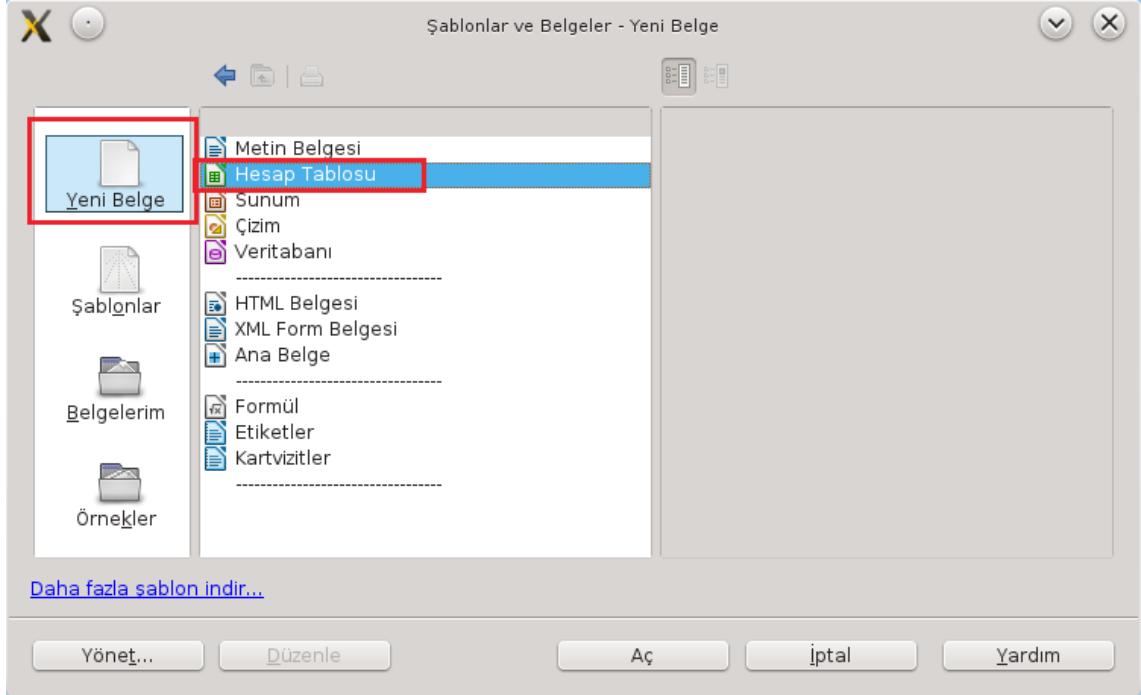 Şablonlar ve Belgeler - Yeni Belge
Yeni Belge
Şablonlar
Belgelerim
Örnekler
Metin Belgesi
Hesap Tablosu
Sunum
Çizim
Veritabanı
----------------------------------
HTML Belgesi
XML Form Belgesi
Ana Belge
----------------------------------
Formül
Etiketler
Kartvizitler
----------------------------------
Daha fazla şablon indir...
Yönet...
Düzenle
Aç
İptal
Yardım